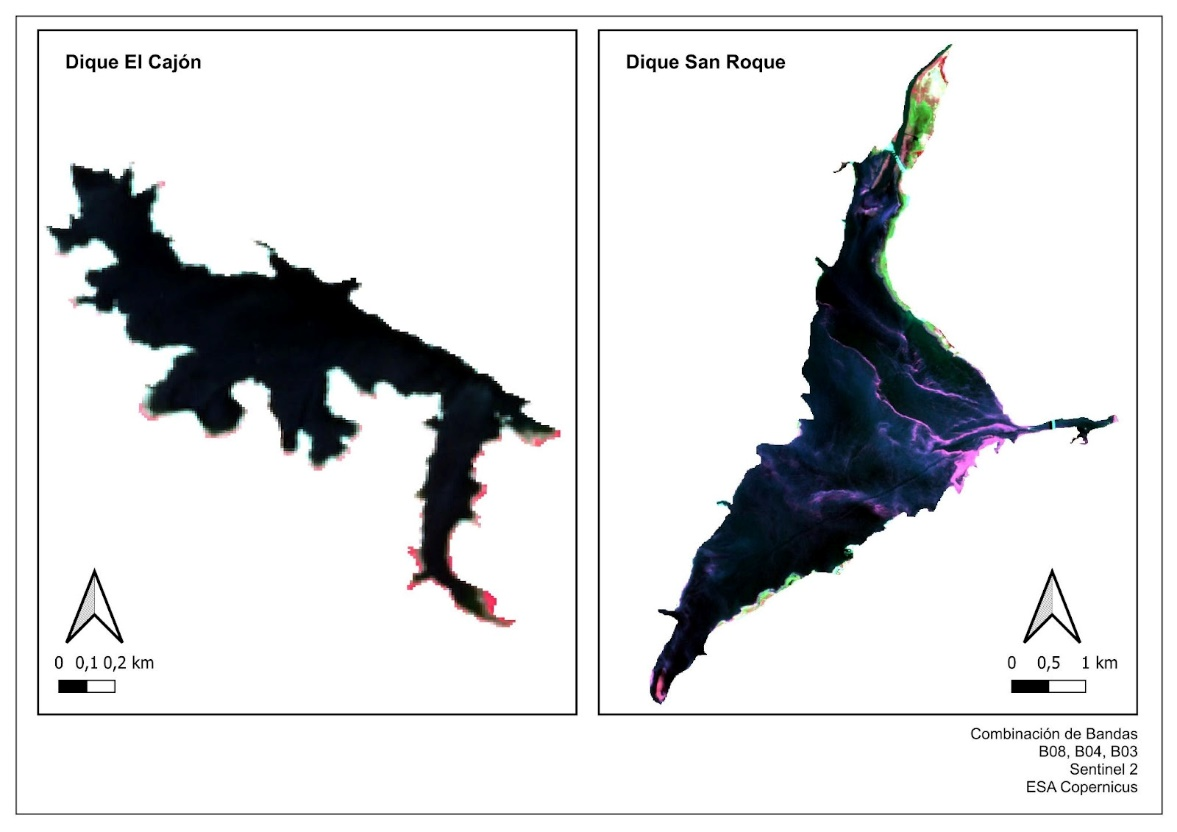 Dique El Cajón
Dique San Roque
0 0,1 0,2 km
0 0,5 1 km
Combinación de Bandas
B08, B04, B03
Sentinel 2
ESA Copernicus